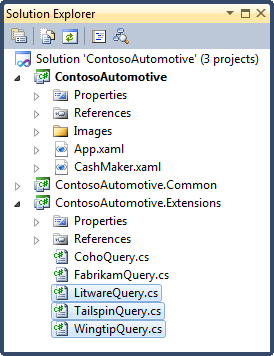 Solution Explorer
Solution 'ContosoAutomotive' (3 projects)
ContosoAutomotive
Properties
References
Images
App.xaml
CashMaker.xaml
ContosoAutomotive.Common
ContosoAutomotive.Extensions
Properties
References
CohoQuery.cs
FabrikamQuery.cs
LitwareQuery.cs
TailspinQuery.cs
WingtipQuery.cs